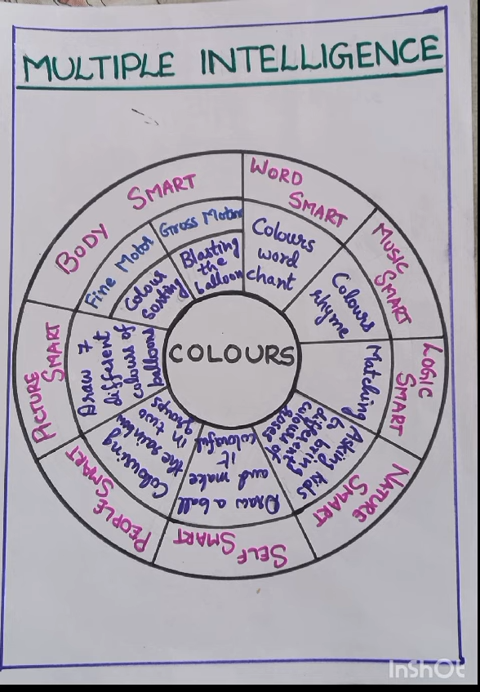 MULTIPLE INTELLIGENCE
WORD
SMART
Colours
word
chant
MUSIC SMART
Colours
rhyme
LOGIC
SMART
Matching
NATURE
SMART
Asking kids
to bring
different
colours of
roses
SELF
SMART
Draw a ball
and make
it
colourful
PEOPLE SMART
Colouring
the rainbow
in two
groups
PICTURE
SMART
Draw 7
different
colours of
balloons
BODY SMART
Fine Motor
Colour
Sorting
Gross Motor
Blasting
the
balloon
COLOURS
InShOt